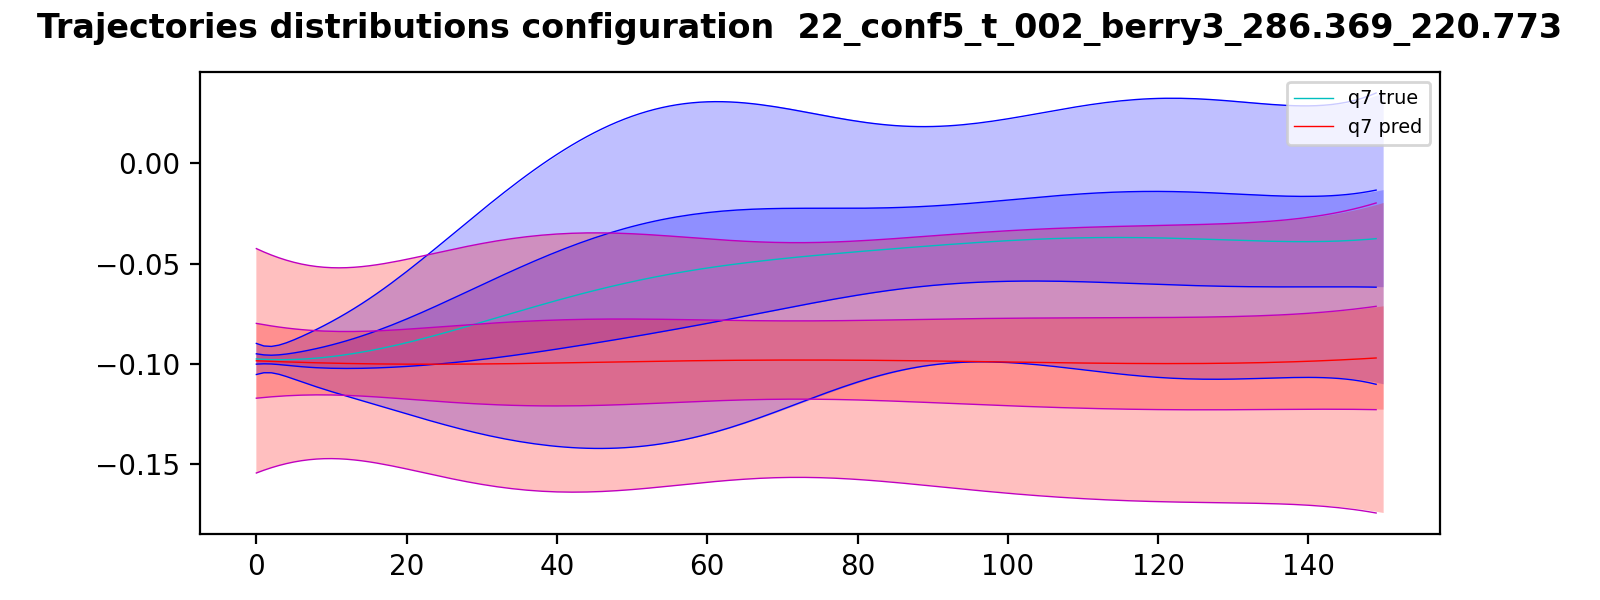 Trajectories distributions configuration  22_conf5_t_002_berry3_286.369_220.773
q7 true
q7 pred
0.00
−0.05
−0.10
−0.15
0 20 40 60 80 100 120 140